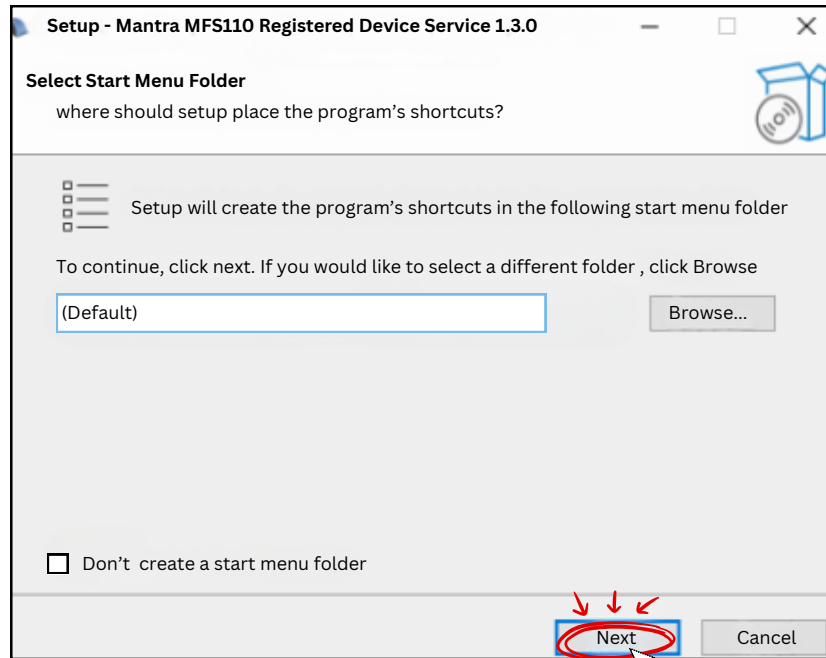 Setup - Mantra MFS110 Registered Device Service 1.3.0
Select Start Menu Folder
where should setup place the program’s shortcuts?
Setup will create the program’s shortcuts in the following start menu folder
To continue, click next. If you would like to select a different folder , click Browse
(Default)
Browse...
Don’t create a start menu folder
Next
Cancel